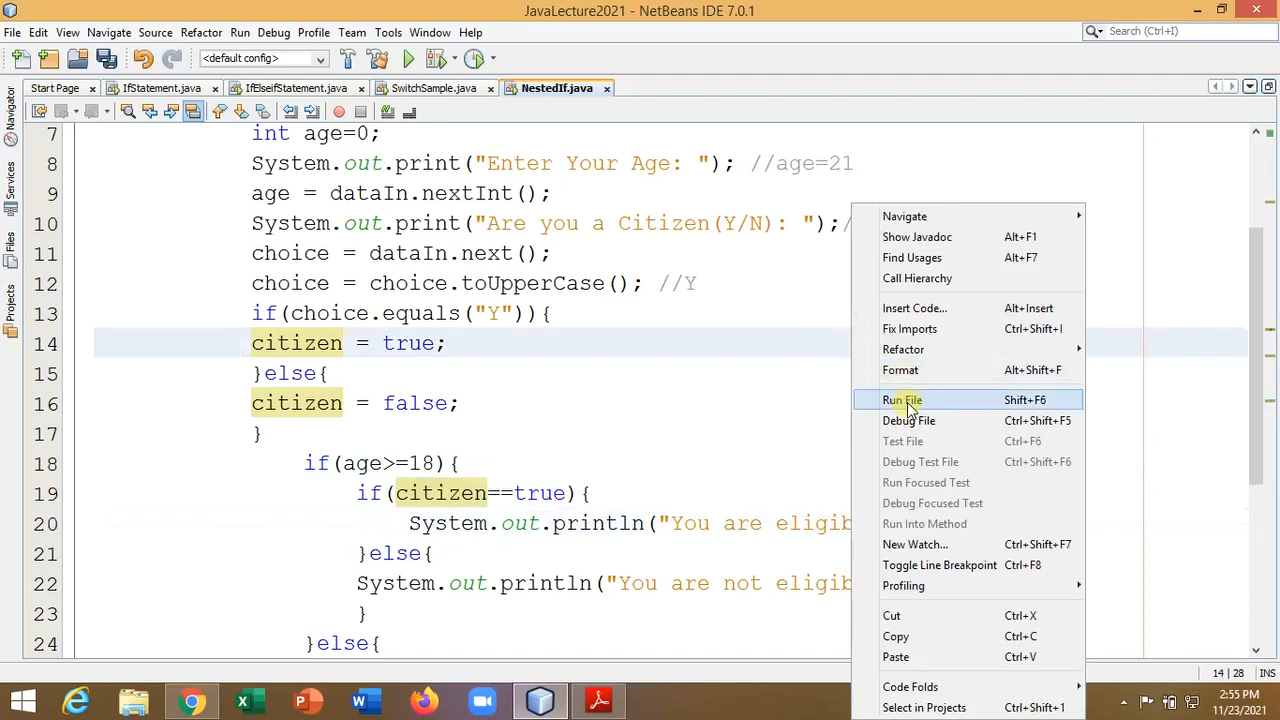 JavaLecture2021 - NetBeans IDE 7.0.1
File Edit View Navigate Source Refactor Run Debug Profile Team Tools Window Help
Search (Ctrl+I)
<default config>
Start Page
IfStatement.java
IfElseifStatement.java
SwitchSample.java
NestedIf.java
Navigator
Services
Files
Projects
7 int age=0;
8 System.out.print("Enter Your Age: "); //age=21
9 age = dataIn.nextInt();
10 System.out.print("Are you a Citizen(Y/N): ");/
11 choice = dataIn.next();
12 choice = choice.toUpperCase(); //Y
13 if(choice.equals("Y")){
14 citizen = true;
15 }else{
16 citizen = false;
17 }
18 if(age>=18){
19 if(citizen==true){
20 System.out.println("You are eligib
21 }else{
22 System.out.println("You are not eligib
23 }
24 }else{
Navigate
Show Javadoc Alt+F1
Find Usages Alt+F7
Call Hierarchy
Insert Code... Alt+Insert
Fix Imports Ctrl+Shift+I
Refactor
Format Alt+Shift+F
Run File Shift+F6
Debug File Ctrl+Shift+F5
Test File Ctrl+F6
Debug Test File Ctrl+Shift+F6
Run Focused Test
Debug Focused Test
Run Into Method
New Watch... Ctrl+Shift+F7
Toggle Line Breakpoint Ctrl+F8
Profiling
Cut Ctrl+X
Copy Ctrl+C
Paste Ctrl+V
Code Folds
Select in Projects Ctrl+Shift+1
14 | 28 INS
2:55 PM
11/23/2021